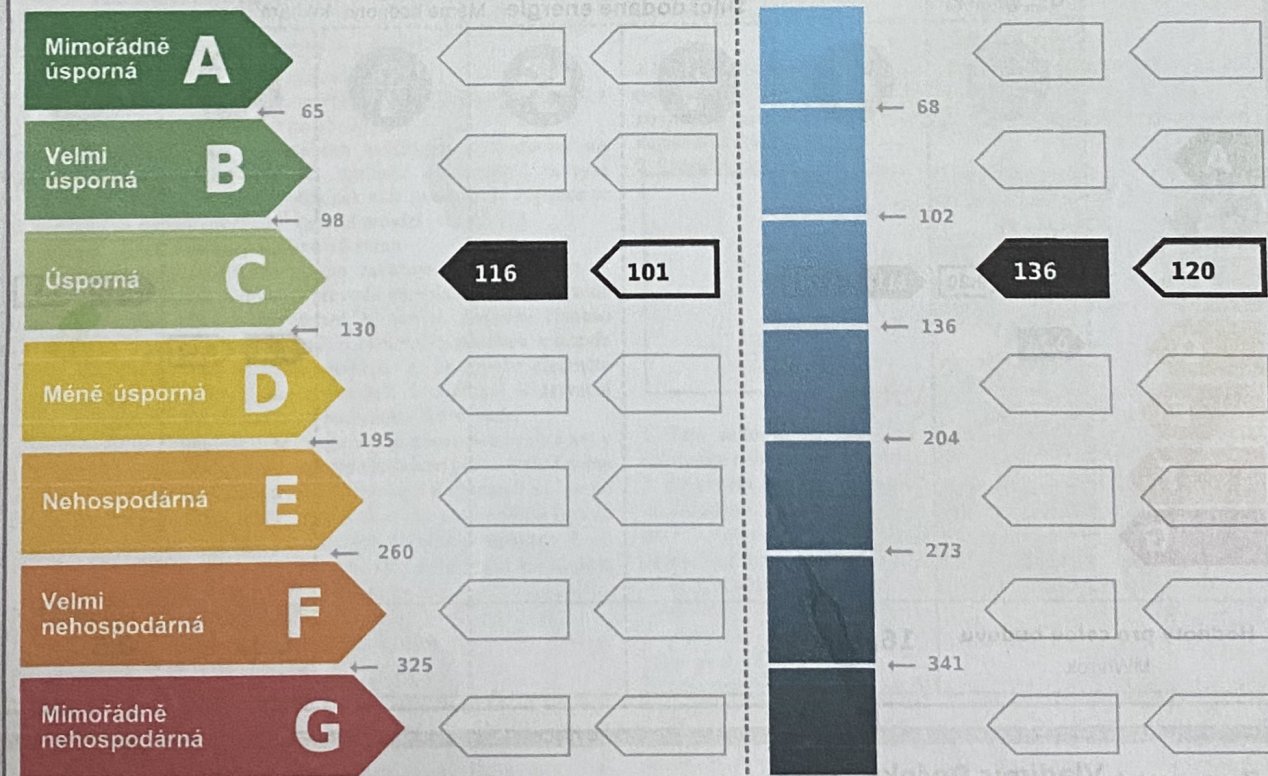 Mimořádně
úsporná A
65
68
Velmi
úsporná B
98
102
Úsporná C 116 101 136 120
130
136
Méně úsporná D
195
204
Nehospodárná E
260
273
Velmi
nehospodárná F
325
341
Mimořádně
nehospodárná G